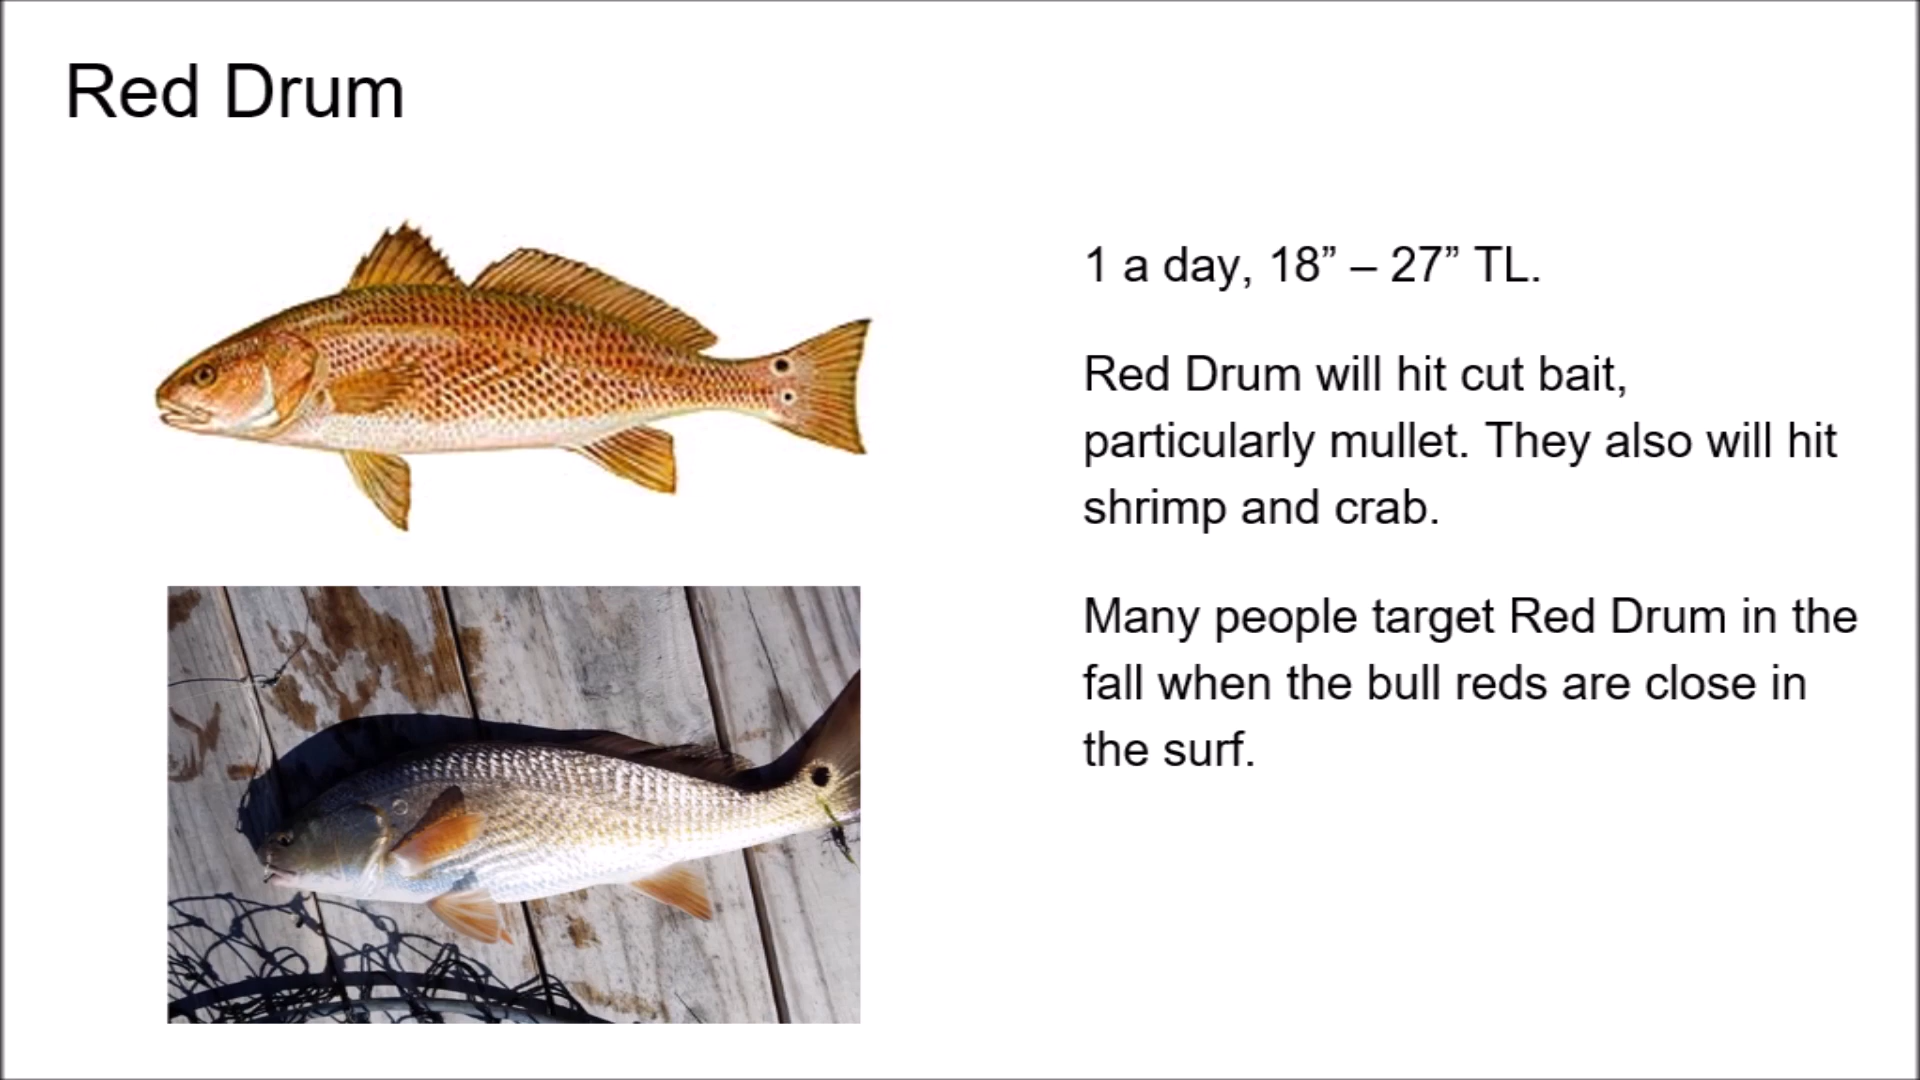 Red Drum
1 a day, 18” – 27” TL.
Red Drum will hit cut bait,
particularly mullet. They also will hit
shrimp and crab.
Many people target Red Drum in the
fall when the bull reds are close in
the surf.